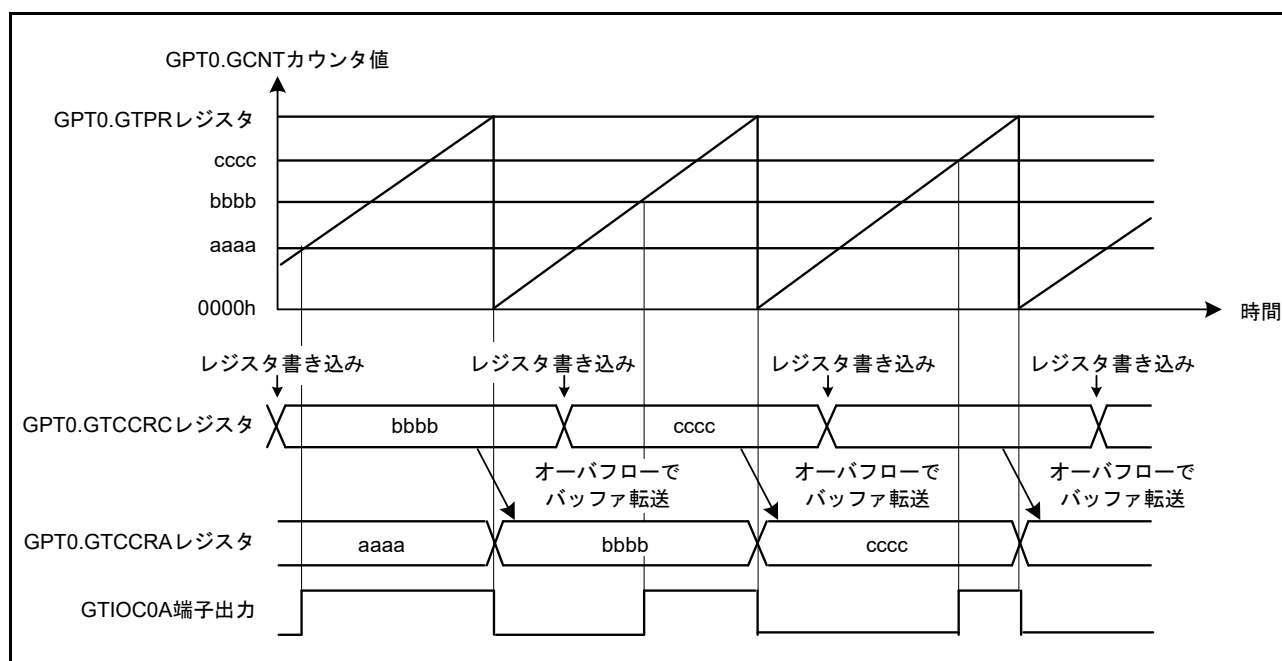 GPT0.GCNTカウンタ値
GPT0.GTPRレジスタ
cccc
bbbb
aaaa
0000h
時間
レジスタ書き込み
レジスタ書き込み
レジスタ書き込み
レジスタ書き込み
GPT0.GTCCRCレジスタ
bbbb
cccc
オーバフローで
バッファ転送
オーバフローで
バッファ転送
オーバフローで
バッファ転送
GPT0.GTCCRAレジスタ
aaaa
bbbb
cccc
GTIOC0A端子出力